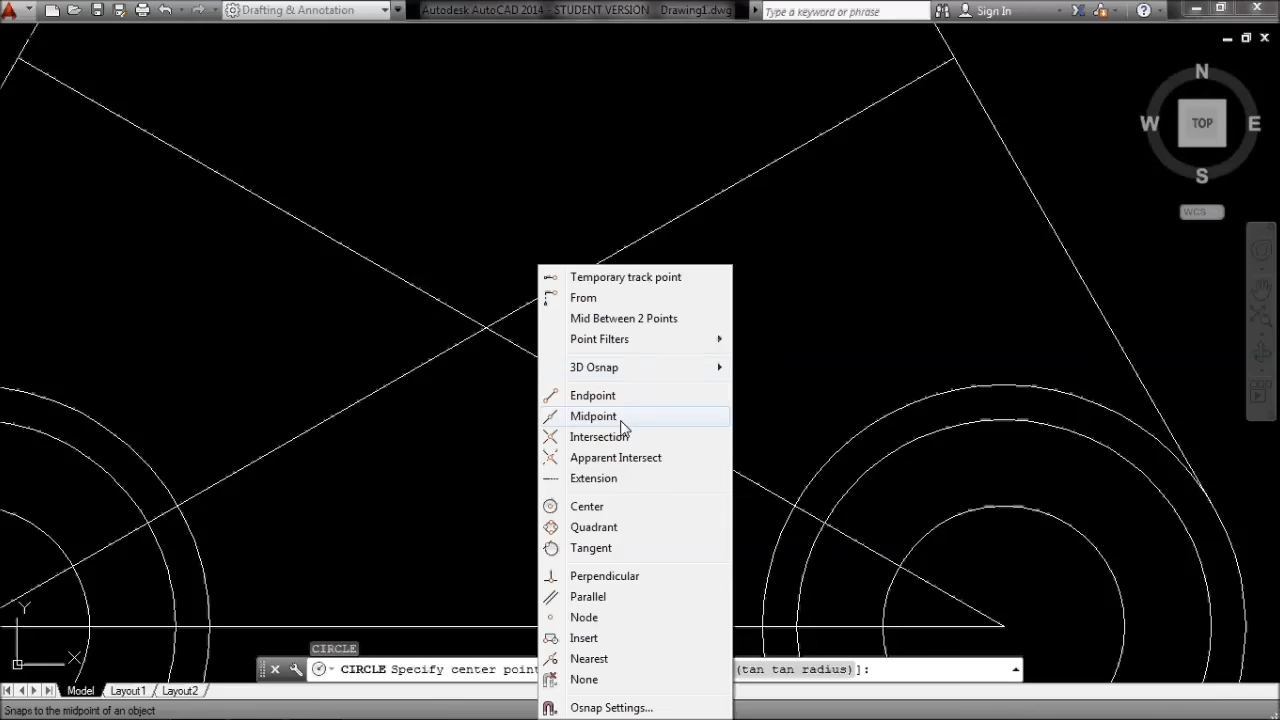 Drafting & Annotation
Autodesk AutoCAD 2014 - STUDENT VERSION Drawing1.dwg
Type a keyword or phrase
Sign In
N
W
TOP
E
S
WCS
Temporary track point
From
Mid Between 2 Points
Point Filters
3D Osnap
Endpoint
Midpoint
Intersection
Apparent Intersect
Extension
Center
Quadrant
Tangent
Perpendicular
Parallel
Node
Insert
Nearest
None
Osnap Settings...
Y
X
CIRCLE
CIRCLE Specify center poin (tan tan radius)]:
Model Layout1 Layout2
Snaps to the midpoint of an object